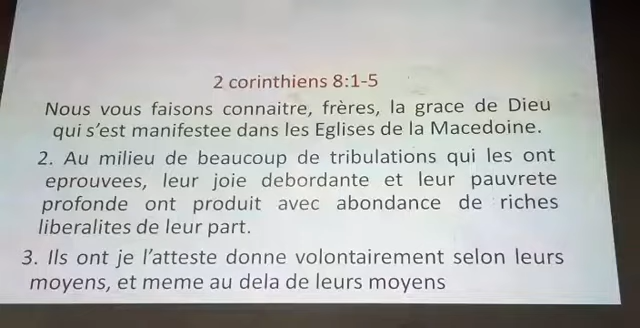 2 corinthiens 8:1-5
Nous vous faisons connaitre, frères, la grace de Dieu
qui s'est manifestee dans les Eglises de la Macedoine.
2. Au milieu de beaucoup de tribulations qui les ont
eprouvees, leur joie debordante et leur pauvrete
profonde ont produit avec abondance de riches
liberalites de leur part.
3. Ils ont je l'atteste donne volontairement selon leurs
moyens, et meme au dela de leurs moyens